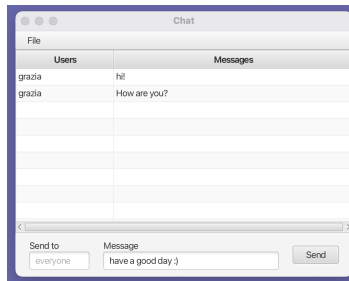 Chat
File
Users Messages
grazia hi!
grazia How are you?
Send to Message
everyone have a good day :) Send